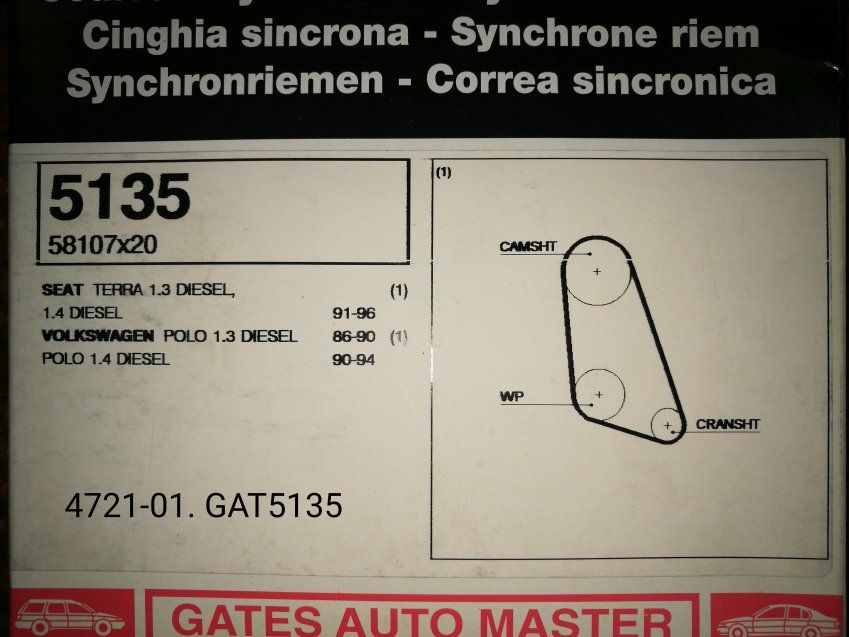 Cinghia sincrona - Synchrone riem
Synchronriemen - Correa sincronica
5135
58107x20
SEAT TERRA 1.3 DIESEL, (1)
1.4 DIESEL 91-96
VOLKSWAGEN POLO 1.3 DIESEL 86-90 (1)
POLO 1.4 DIESEL 90-94
(1)
CAMSHT
WP
CRANSHT
4721-01. GAT5135
GATES AUTO MASTER